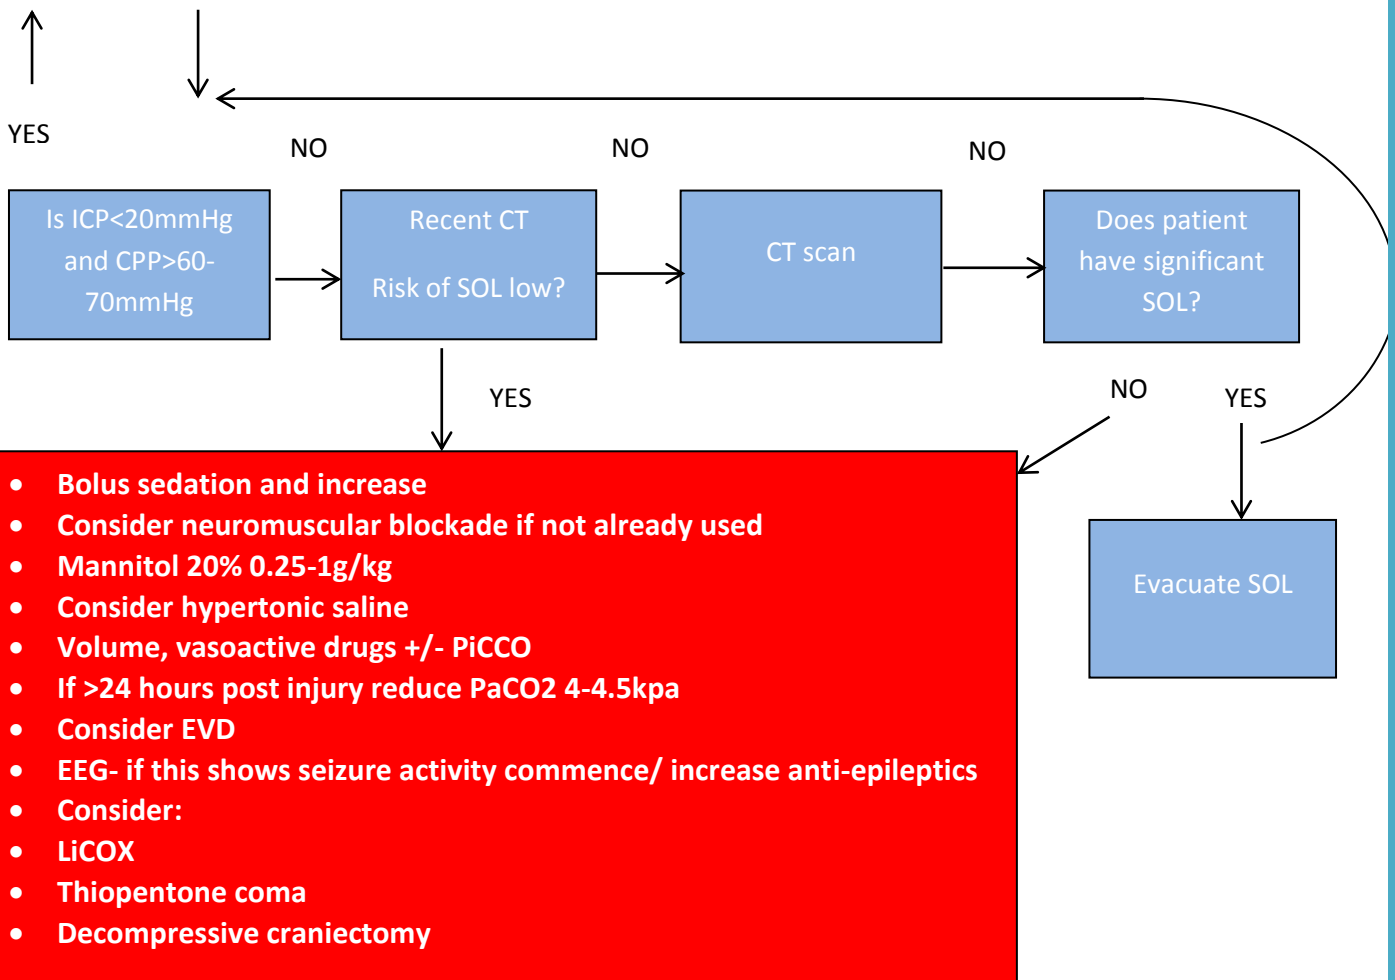 YES
NO
NO
NO
Is ICP<20mmHg
and CPP>60-
70mmHg
Recent CT
Risk of SOL low?
CT scan
Does patient
have significant
SOL?
YES
NO
YES
• Bolus sedation and increase
• Consider neuromuscular blockade if not already used
• Mannitol 20% 0.25-1g/kg
• Consider hypertonic saline
• Volume, vasoactive drugs +/- PiCCO
• If >24 hours post injury reduce PaCO2 4-4.5kpa
• Consider EVD
• EEG- if this shows seizure activity commence/ increase anti-epileptics
• Consider:
• LiCOX
• Thiopentone coma
• Decompressive craniectomy
Evacuate SOL